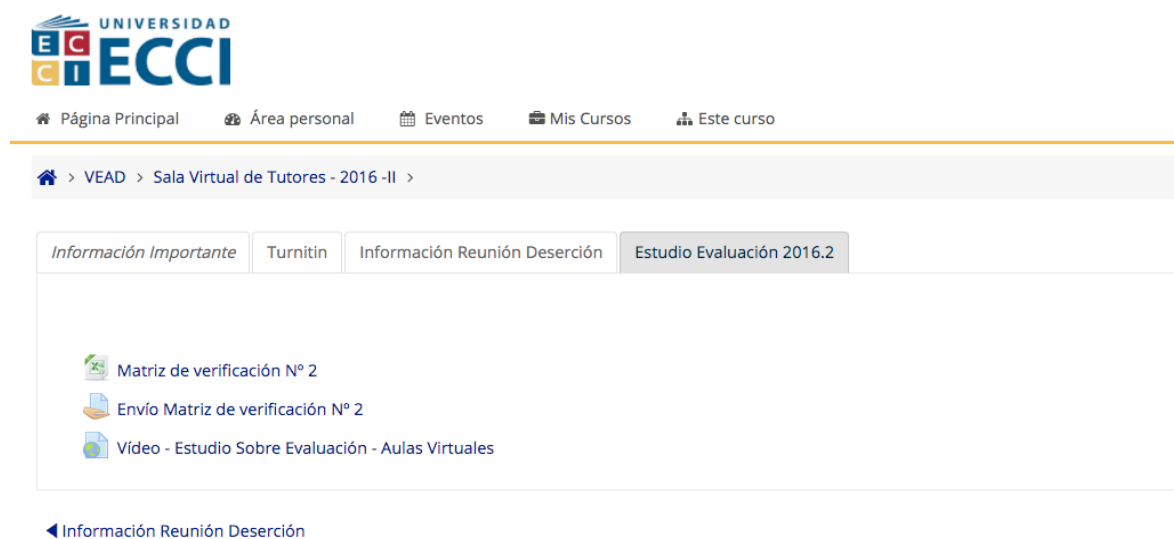 UNIVERSIDAD
E C C I ECCI
Página Principal Área personal Eventos Mis Cursos Este curso
> VEAD > Sala Virtual de Tutores - 2016 -II >
Información Importante Turnitin Información Reunión Deserción Estudio Evaluación 2016.2
Matriz de verificación Nº 2
Envío Matriz de verificación Nº 2
Vídeo - Estudio Sobre Evaluación - Aulas Virtuales
Información Reunión Deserción